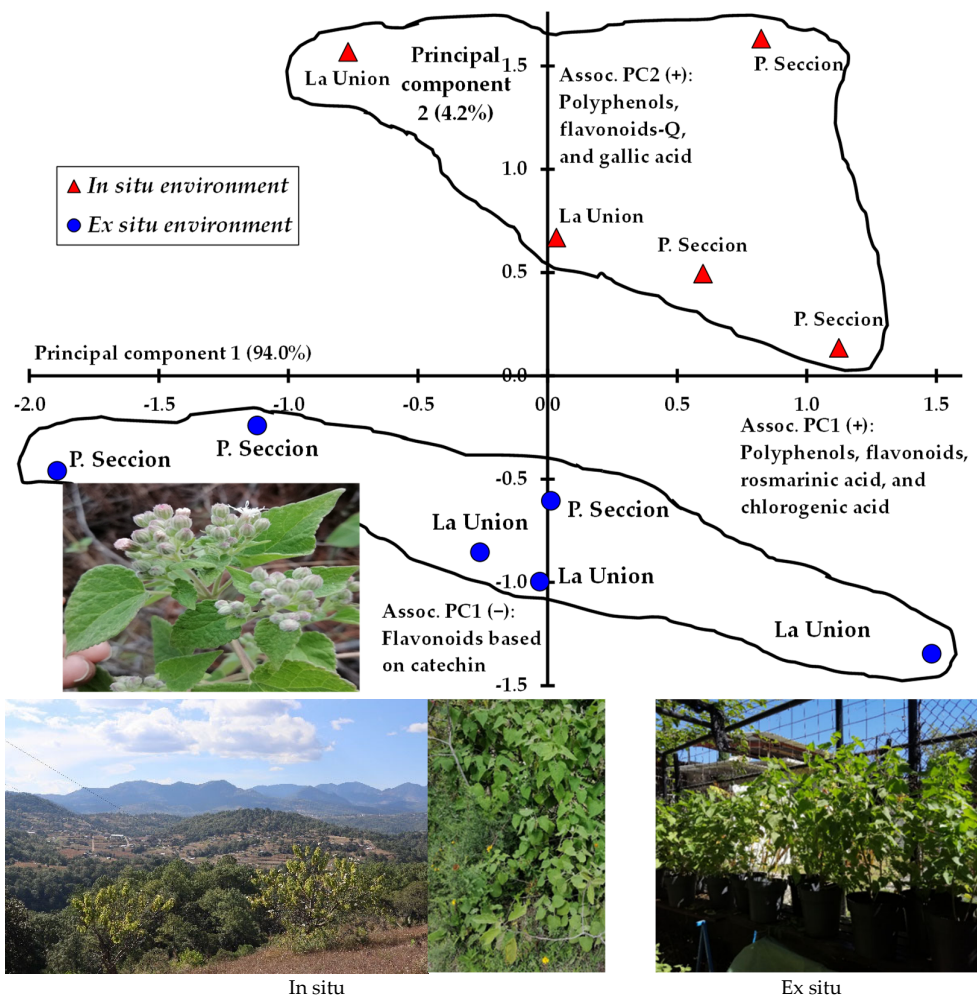 La Union
Principal
component
2 (4.2%)
1.5
Assoc. PC2 (+):
Polyphenols,
flavonoids-Q,
and gallic acid
P. Seccion
1.0
In situ environment
Ex situ environment
La Union
P. Seccion
0.5
P. Seccion
Principal component 1 (94.0%)
0.0
-2.0 -1.5 -1.0 -0.5 0.0 0.5 1.0 1.5
Assoc. PC1 (+):
Polyphenols, flavonoids,
rosmarinic acid, and
chlorogenic acid
P. Seccion
P. Seccion
-0.5
P. Seccion
La Union
-1.0
La Union
Assoc. PC1 (−):
Flavonoids based
on catechin
La Union
-1.5
In situ
Ex situ